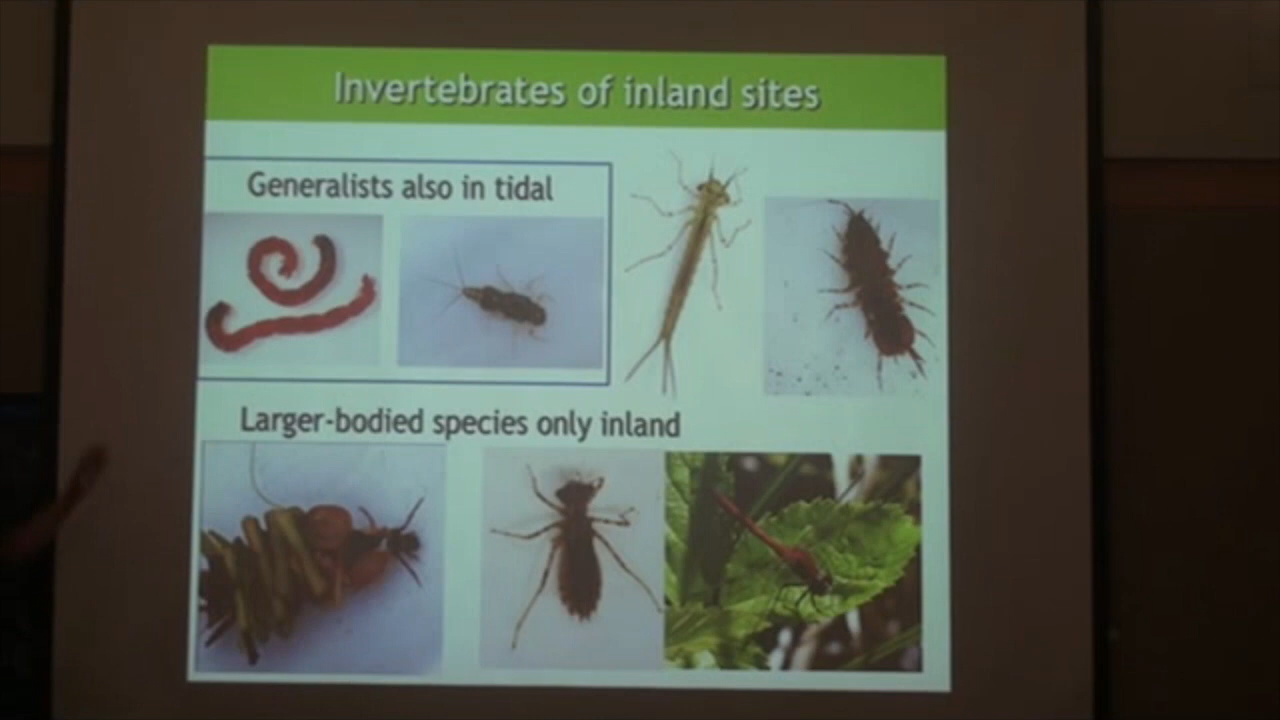 Invertebrates of inland sites
Generalists also in tidal
Larger-bodied species only inland